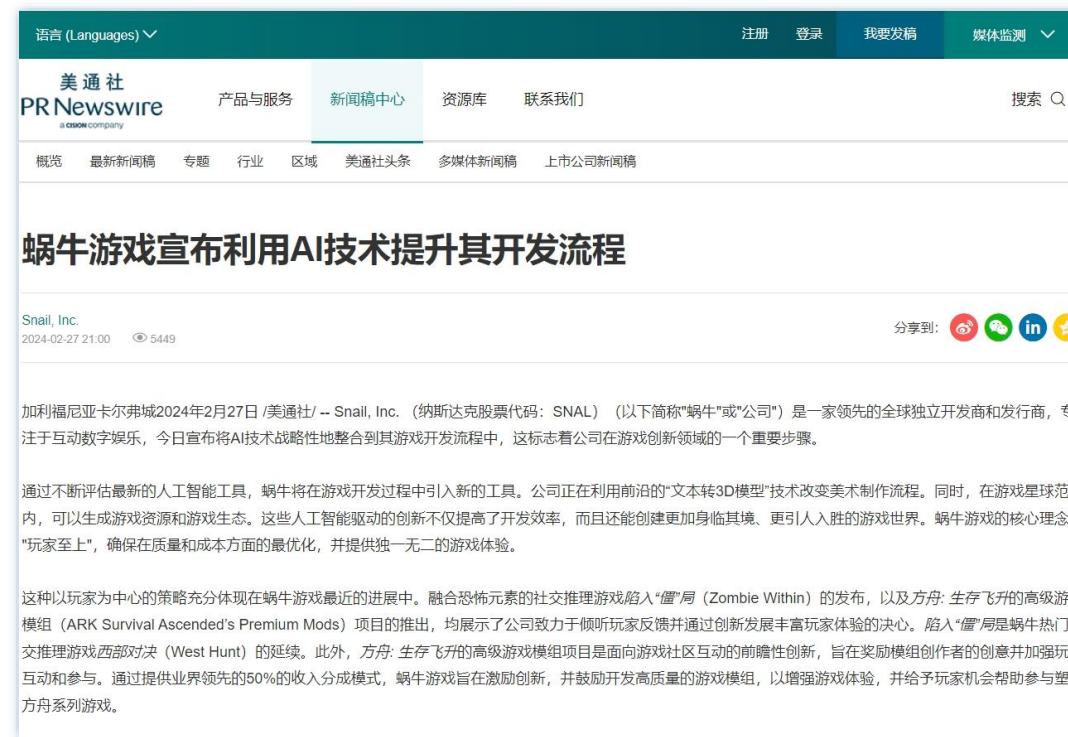 语言 (Languages)
注册 登录 我要发稿 媒体监测
美通社
PR Newswire
a CISION company
产品与服务 新闻稿中心 资源库 联系我们 搜索
概览 最新新闻稿 专题 行业 区域 美通社头条 多媒体新闻稿 上市公司新闻稿
蜗牛游戏宣布利用AI技术提升其开发流程
Snail, Inc.
2024-02-27 21:00 5449
分享到:
加利福尼亚卡尔弗城2024年2月27日 /美通社/ -- Snail, Inc. （纳斯达克股票代码：SNAL）（以下简称"蜗牛"或"公司"）是一家领先的全球独立开发商和发行商，专
注于互动数字娱乐，今日宣布将AI技术战略性地整合到其游戏开发流程中，这标志着公司在游戏创新领域的一个重要步骤。
通过不断评估最新的人工智能工具，蜗牛将在游戏开发过程中引入新的工具。公司正在利用前沿的“文本转3D模型”技术改变美术制作流程。同时，在游戏星球范
内，可以生成游戏资源和游戏生态。这些人工智能驱动的创新不仅提高了开发效率，而且还能创建更加身临其境、更引人入胜的游戏世界。蜗牛游戏的核心理念
"玩家至上"，确保在质量和成本方面的最优化，并提供独一无二的游戏体验。
这种以玩家为中心的策略充分体现在蜗牛游戏最近的进展中。融合恐怖元素的社交推理游戏陷入“僵”局（Zombie Within）的发布，以及方舟: 生存飞升的高级游
模组（ARK Survival Ascended's Premium Mods）项目的推出，均展示了公司致力于倾听玩家反馈并通过创新发展丰富玩家体验的决心。陷入“僵”局是蜗牛热门
交推理游戏西部对决（West Hunt）的延续。此外，方舟: 生存飞升的高级游戏模组项目是面向游戏社区互动的前瞻性创新，旨在奖励模组创作者的创意并加强玩
互动和参与。通过提供业界领先的50%的收入分成模式，蜗牛游戏旨在激励创新，并鼓励开发高质量的游戏模组，以增强游戏体验，并给予玩家机会帮助参与塑
方舟系列游戏。